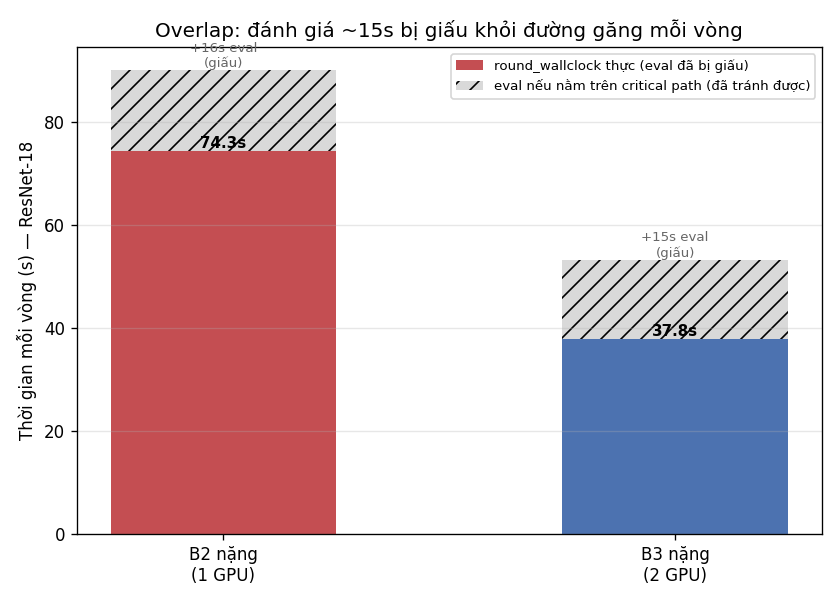 Overlap: đánh giá ~15s bị giấu khỏi đường găng mỗi vòng
+16s eval
(giấu)
round_wallclock thực (eval đã bị giấu)
eval nếu nằm trên critical path (đã tránh được)
74.3s
+15s eval
(giấu)
37.8s
Thời gian mỗi vòng (s) — ResNet-18
80
60
40
20
0
B2 nặng
(1 GPU)
B3 nặng
(2 GPU)